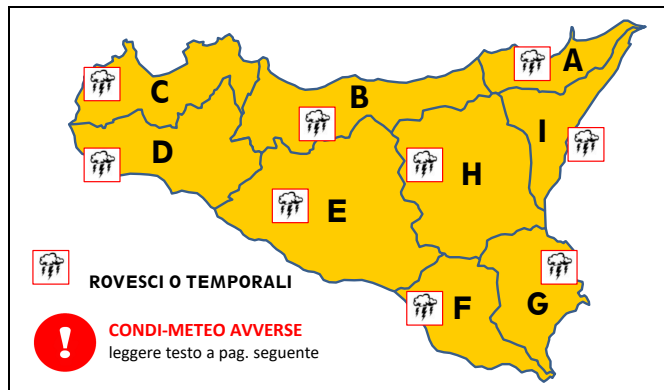 A
B
C
I
D
H
E
G
F
ROVESCI O TEMPORALI
!
CONDI-METEO AVVERSE
leggere testo a pag. seguente